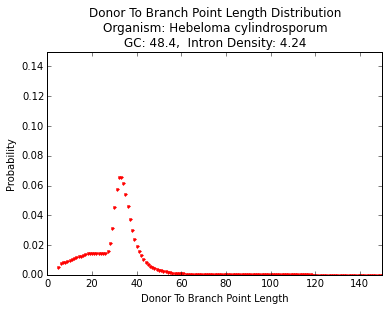 Donor To Branch Point Length Distribution
Organism: Hebeloma cylindrosporum
GC: 48.4,  Intron Density: 4.24
0.14
0.12
0.10
0.08
0.06
0.04
0.02
0.00
Probability
0 20 40 60 80 100 120 140
Donor To Branch Point Length